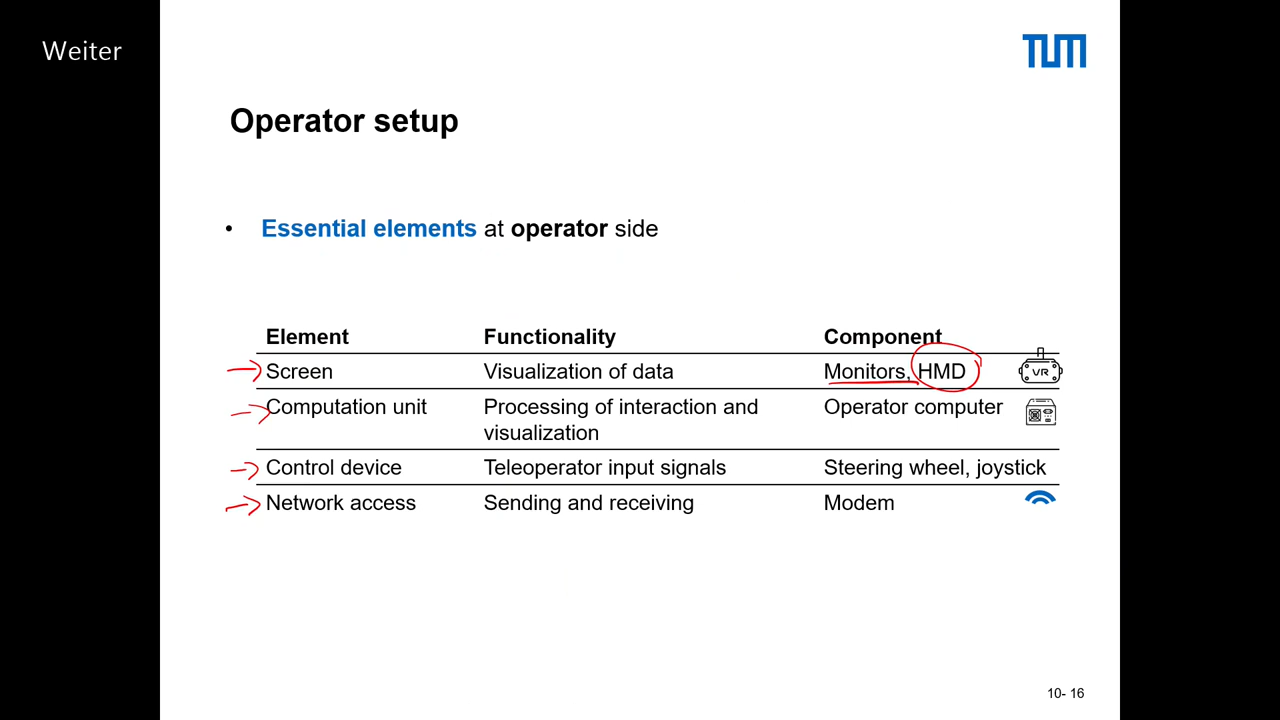 Weiter
TUM
Operator setup
• Essential elements at operator side
Element Functionality Component
Screen Visualization of data Monitors, HMD VR
Computation unit Processing of interaction and Operator computer
visualization
Control device Teleoperator input signals Steering wheel, joystick
Network access Sending and receiving Modem
10- 16